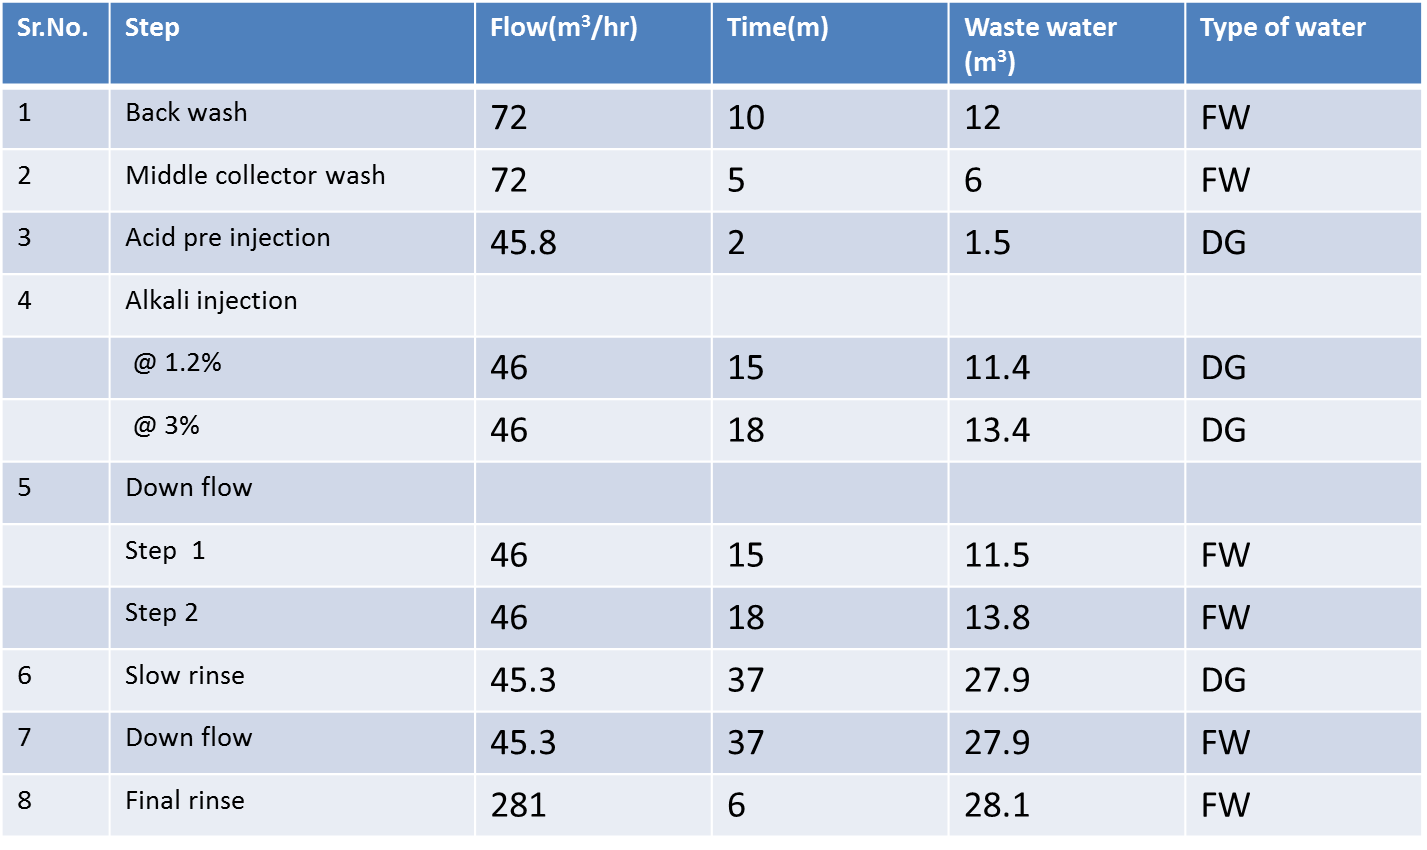 Sr.No. Step Flow(m³/hr) Time(m) Waste water (m³) Type of water
1 Back wash 72 10 12 FW
2 Middle collector wash 72 5 6 FW
3 Acid pre injection 45.8 2 1.5 DG
4 Alkali injection
@ 1.2% 46 15 11.4 DG
@ 3% 46 18 13.4 DG
5 Down flow
Step 1 46 15 11.5 FW
Step 2 46 18 13.8 FW
6 Slow rinse 45.3 37 27.9 DG
7 Down flow 45.3 37 27.9 FW
8 Final rinse 281 6 28.1 FW